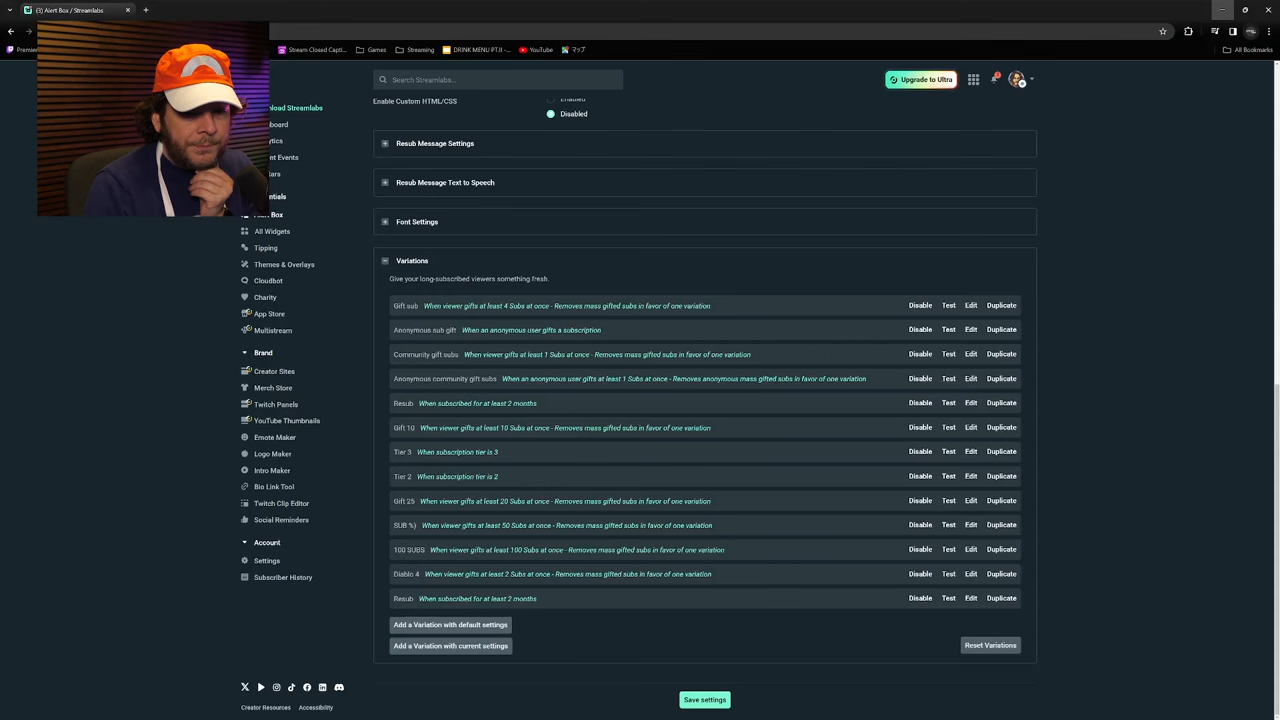 Alert Box / Streamlabs
Premiere
Stream Closed Capti...
Games
Streaming
DRINK MENU PT.II - ...
YouTube
マップ
All Bookmarks
Search Streamlabs...
Upgrade to Ultra
Enable Custom HTML/CSS
Enabled
Disabled
Resub Message Settings
Resub Message Text to Speech
Font Settings
Variations
Give your long-subscribed viewers something fresh.
Gift sub When viewer gifts at least 4 Subs at once - Removes mass gifted subs in favor of one variation Disable Test Edit Duplicate
Anonymous sub gift When an anonymous user gifts a subscription Disable Test Edit Duplicate
Community gift subs When viewer gifts at least 1 Subs at once - Removes mass gifted subs in favor of one variation Disable Test Edit Duplicate
Anonymous community gift subs When an anonymous user gifts at least 1 Subs at once - Removes anonymous mass gifted subs in favor of one variation Disable Test Edit Duplicate
Resub When subscribed for at least 2 months Disable Test Edit Duplicate
Gift 10 When viewer gifts at least 10 Subs at once - Removes mass gifted subs in favor of one variation Disable Test Edit Duplicate
Tier 3 When subscription tier is 3 Disable Test Edit Duplicate
Tier 2 When subscription tier is 2 Disable Test Edit Duplicate
Gift 25 When viewer gifts at least 20 Subs at once - Removes mass gifted subs in favor of one variation Disable Test Edit Duplicate
SUB %) When viewer gifts at least 50 Subs at once - Removes mass gifted subs in favor of one variation Disable Test Edit Duplicate
100 SUBS When viewer gifts at least 100 Subs at once - Removes mass gifted subs in favor of one variation Disable Test Edit Duplicate
Diablo 4 When viewer gifts at least 2 Subs at once - Removes mass gifted subs in favor of one variation Disable Test Edit Duplicate
Resub When subscribed for at least 2 months Disable Test Edit Duplicate
Add a Variation with default settings
Add a Variation with current settings
Reset Variations
Save settings
nload Streamlabs
board
ytics
nt Events
tars
ntials
Alert Box
All Widgets
Tipping
Themes & Overlays
Cloudbot
Charity
App Store
Multistream
Brand
Creator Sites
Merch Store
Twitch Panels
YouTube Thumbnails
Emote Maker
Logo Maker
Intro Maker
Bio Link Tool
Twitch Clip Editor
Social Reminders
Account
Settings
Subscriber History
Creator Resources
Accessibility